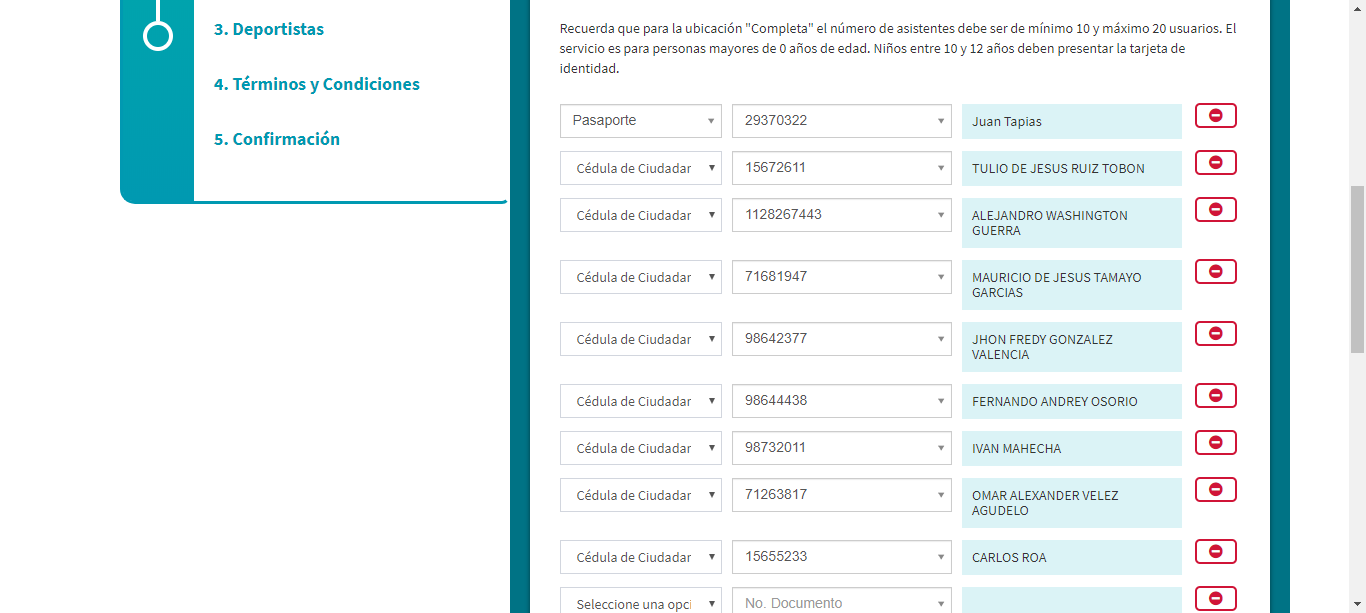 3. Deportistas
4. Términos y Condiciones
5. Confirmación
Recuerda que para la ubicación "Completa" el número de asistentes debe ser de mínimo 10 y máximo 20 usuarios. El
servicio es para personas mayores de 0 años de edad. Niños entre 10 y 12 años deben presentar la tarjeta de
identidad.
Pasaporte 29370322 Juan Tapias
Cédula de Ciudadar 15672611 TULIO DE JESUS RUIZ TOBON
Cédula de Ciudadar 1128267443 ALEJANDRO WASHINGTON
GUERRA
Cédula de Ciudadar 71681947 MAURICIO DE JESUS TAMAYO
GARCIAS
Cédula de Ciudadar 98642377 JHON FREDY GONZALEZ
VALENCIA
Cédula de Ciudadar 98644438 FERNANDO ANDREY OSORIO
Cédula de Ciudadar 98732011 IVAN MAHECHA
Cédula de Ciudadar 71263817 OMAR ALEXANDER VELEZ
AGUDELO
Cédula de Ciudadar 15655233 CARLOS ROA
Seleccione una opci No. Documento